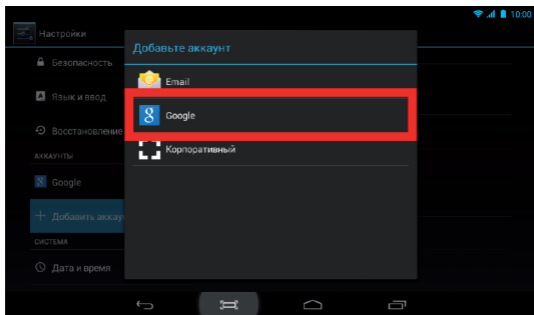 10:00
Настройки
Безопасность
Язык и ввод
Восстановление
АККАУНТЫ
Google
Добавить аккау
СИСТЕМА
Дата и время
Добавьте аккаунт
Email
Google
Корпоративный